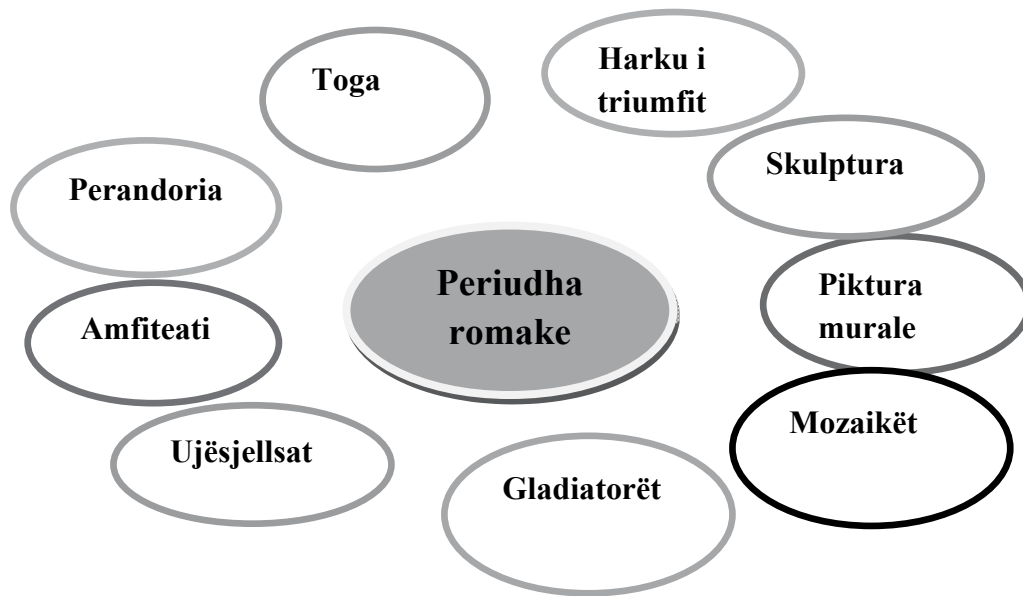 Toga
Harku i
triumfit
Skulptura
Perandoria
Periudha
romake
Piktura
murale
Amfiteati
Mozaikët
Ujësjellsat
Gladiatorët